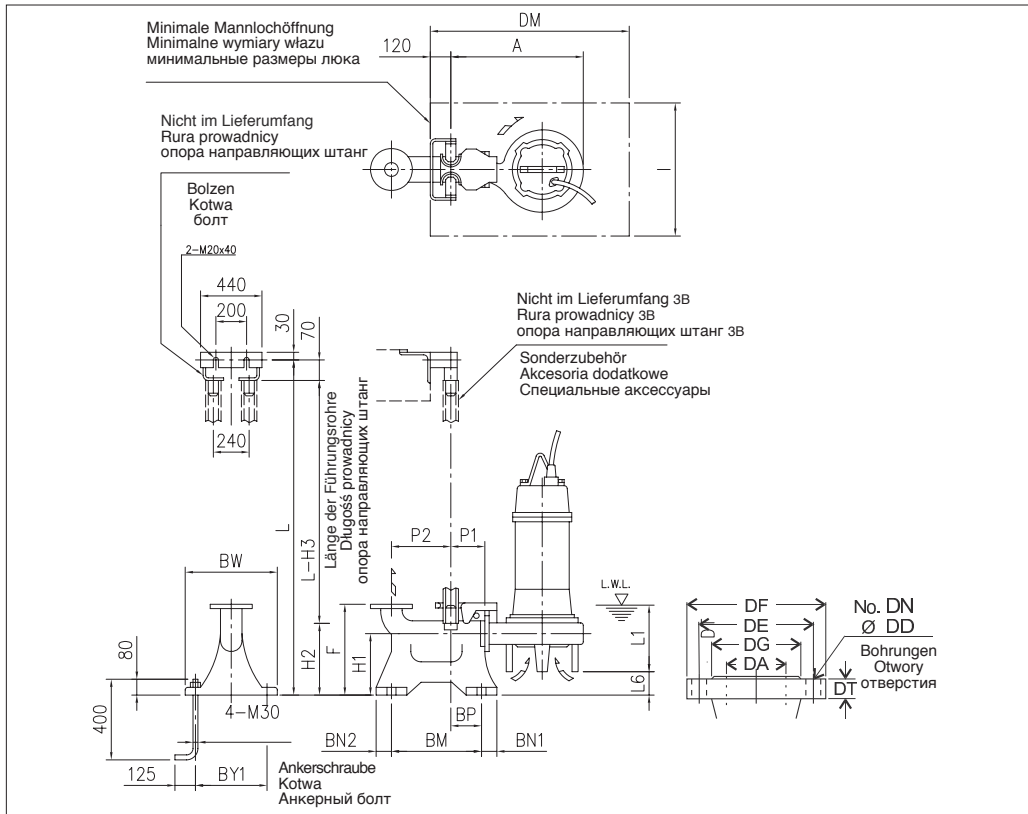 Minimale Mannlochöffnung
Minimalne wymiary włazu
минимальные размеры люка
DM
120
A
I
Nicht im Lieferumfang
Rura prowadnicy
опора направляющих штанг
Bolzen
Kotwa
болт
2-M20x40
440
200
30
70
240
Nicht im Lieferumfang 3B
Rura prowadnicy 3B
опора направляющих штанг 3B
Sonderzubehör
Akcesoria dodatkowe
Специальные аксессуары
L
L-H3
Länge der Führungsrohre
Długość prowadnicy
опора направляющих штанг
P2
P1
BW
L.W.L.
80
H2
F
H1
L1
L6
400
4-M30
BP
BN2
BM
BN1
125
BY1
Ankerschraube
Kotwa
Анкерный болт
DF
DE
DG
DA
D
DT
No. DN
Ø DD
Bohrungen
Otwory
отверстия